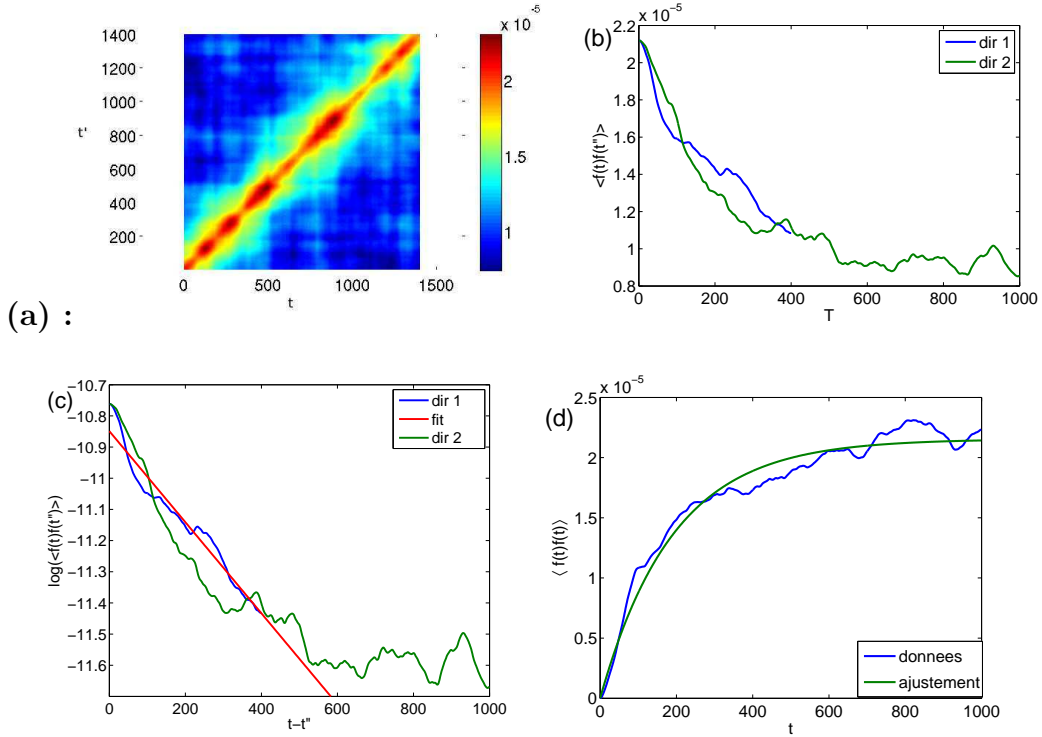 x 10⁻⁵
1400
1200
1000
800
600
400
200
t'
0 500 1000 1500
t
2
1.5
1
(a) :
x 10⁻⁵
(b)
2.2
2
1.8
1.6
1.4
1.2
1
0.8
<f(t)f(t'')>
0 200 400 600 800 1000
T
dir 1
dir 2
(c)
−10.7
−10.8
−10.9
−11
−11.1
−11.2
−11.3
−11.4
−11.5
−11.6
log(<f(t)f(t'')>)
0 200 400 600 800 1000
t−t''
dir 1
fit
dir 2
x 10⁻⁵
(d)
2.5
2
1.5
1
0.5
0
⟨ f(t)f(t)⟩
0 200 400 600 800 1000
t
donnees
ajustement